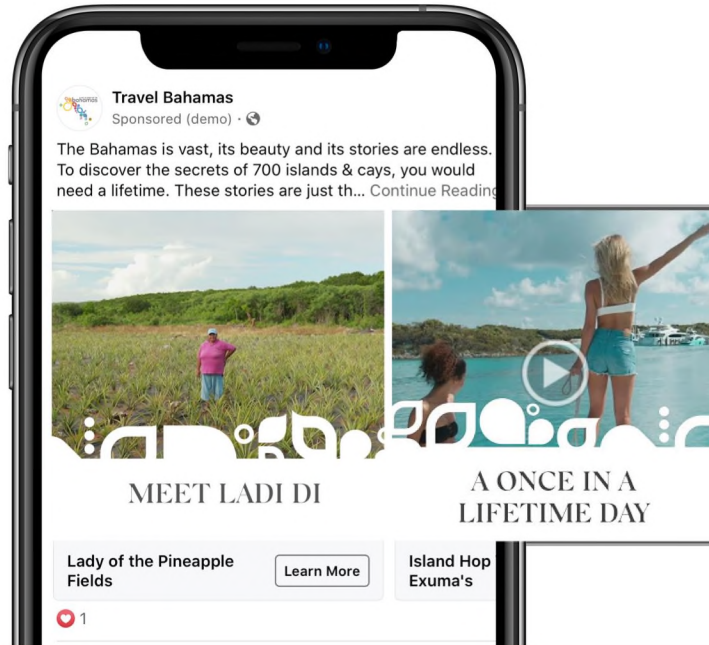 bahamas
Travel Bahamas
Sponsored (demo) ·
The Bahamas is vast, its beauty and its stories are endless.
To discover the secrets of 700 islands & cays, you would
need a lifetime. These stories are just th... Continue Reading
MEET LADI DI
A ONCE IN A
LIFETIME DAY
Lady of the Pineapple
Fields
Learn More
Island Hop
Exuma's
1